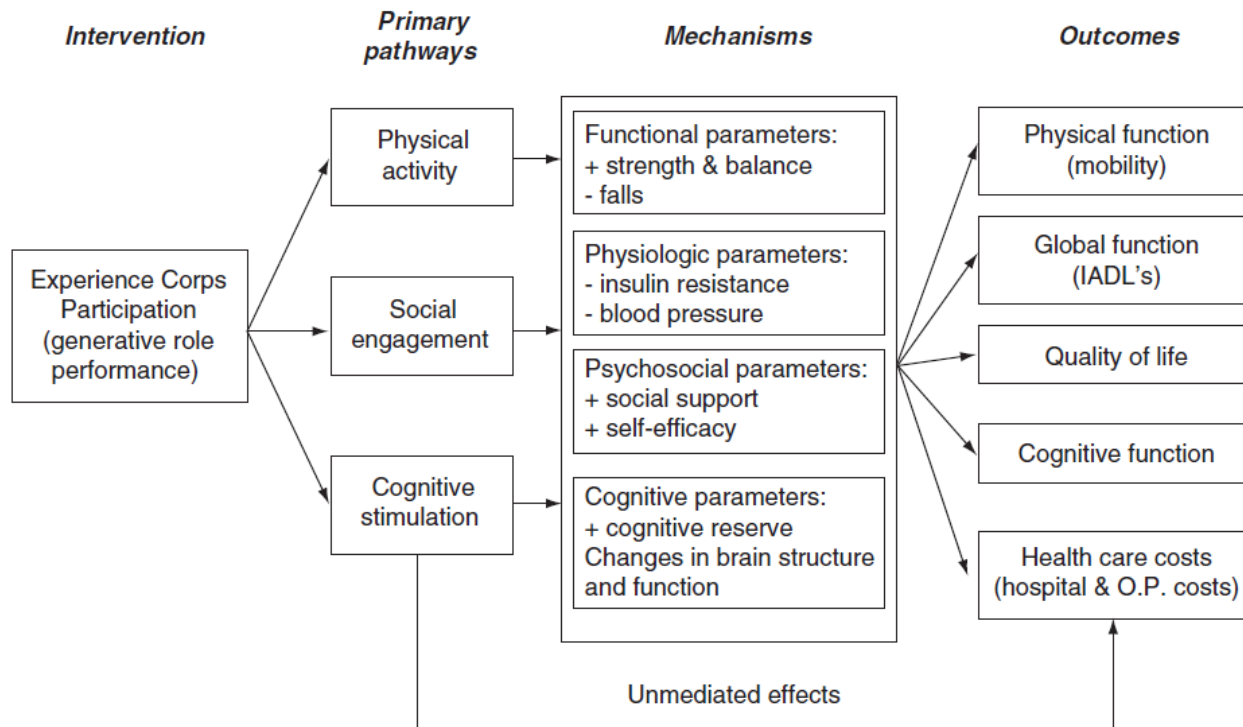 Intervention
Primary
pathways
Mechanisms
Outcomes
Experience Corps
Participation
(generative role
performance)
Physical
activity
Social
engagement
Cognitive
stimulation
Functional parameters:
+ strength & balance
- falls
Physiologic parameters:
- insulin resistance
- blood pressure
Psychosocial parameters:
+ social support
+ self-efficacy
Cognitive parameters:
+ cognitive reserve
Changes in brain structure
and function
Physical function
(mobility)
Global function
(IADL's)
Quality of life
Cognitive function
Health care costs
(hospital & O.P. costs)
Unmediated effects